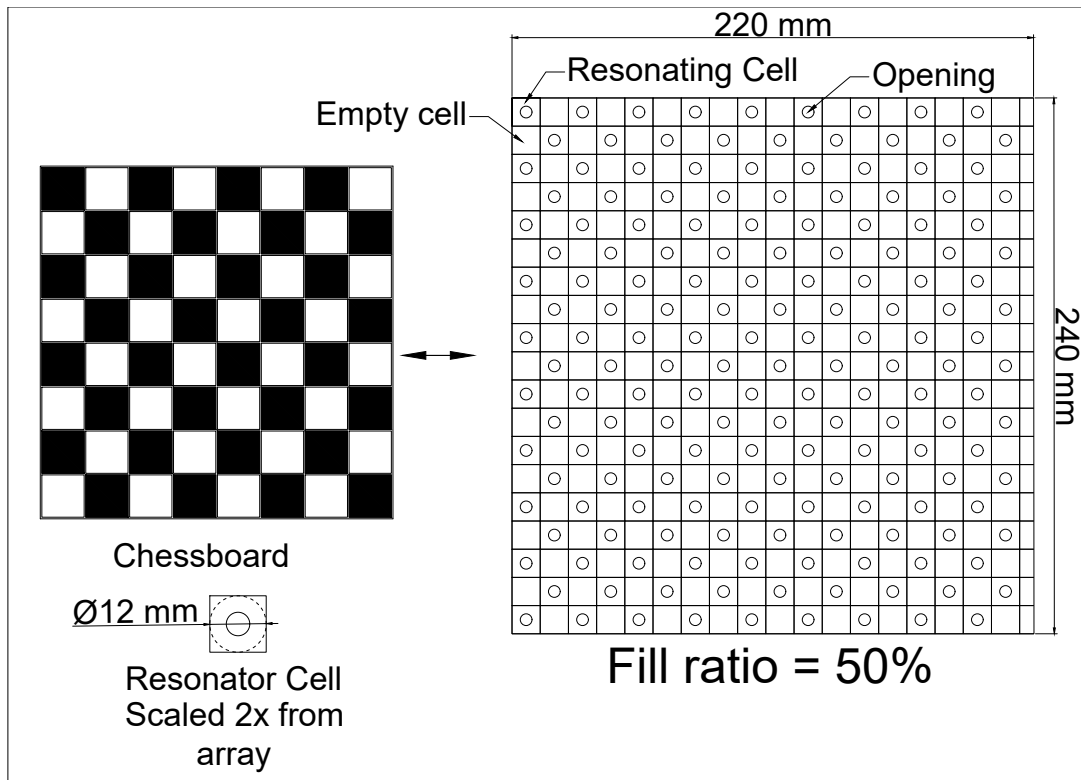 220 mm
Resonating Cell
Opening
Empty cell
240 mm
Chessboard
Ø12 mm
Resonator Cell
Scaled 2x from
array
Fill ratio = 50%